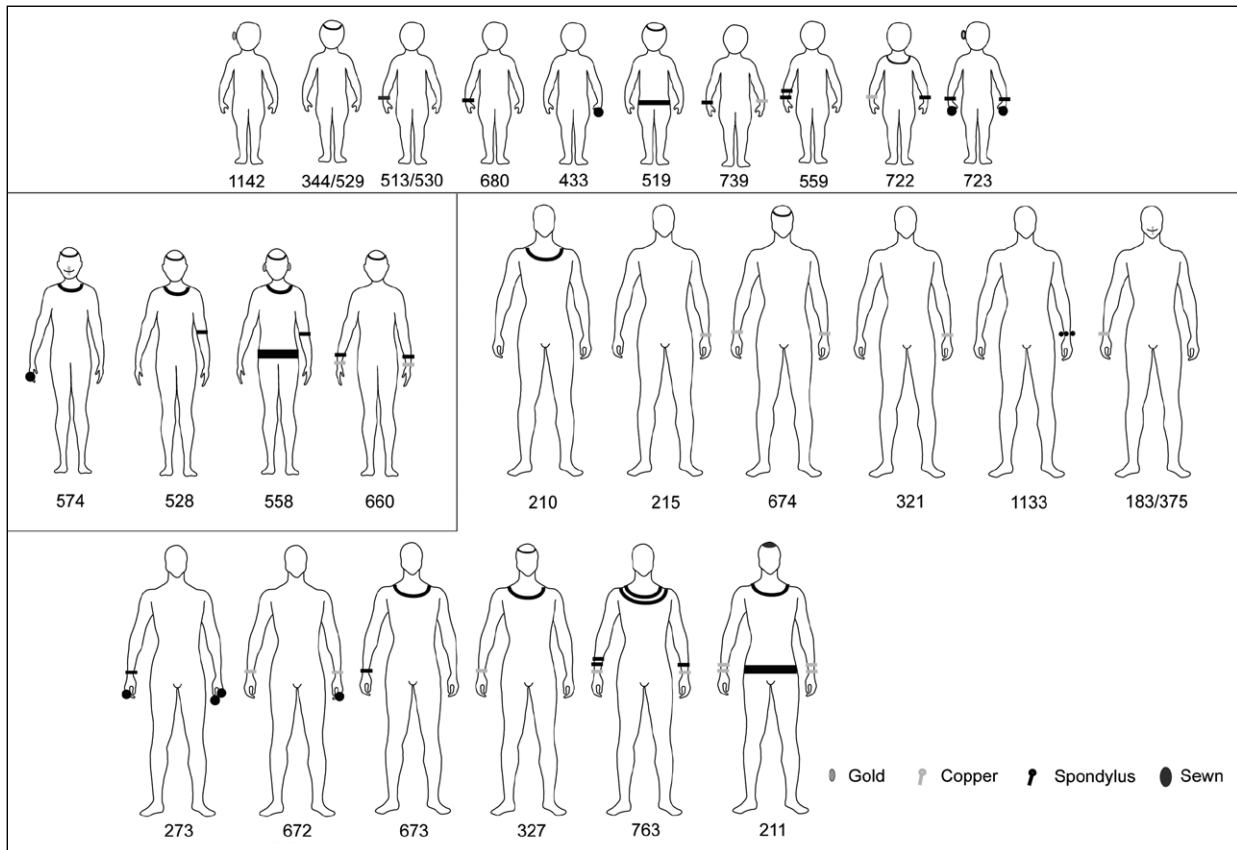 1142 344/529 513/530 680 433 519 739 559 722 723
574 528 558 660
210 215 674 321 1133 183/375
273 672 673 327 763 211
Gold Copper Spondylus Sewn